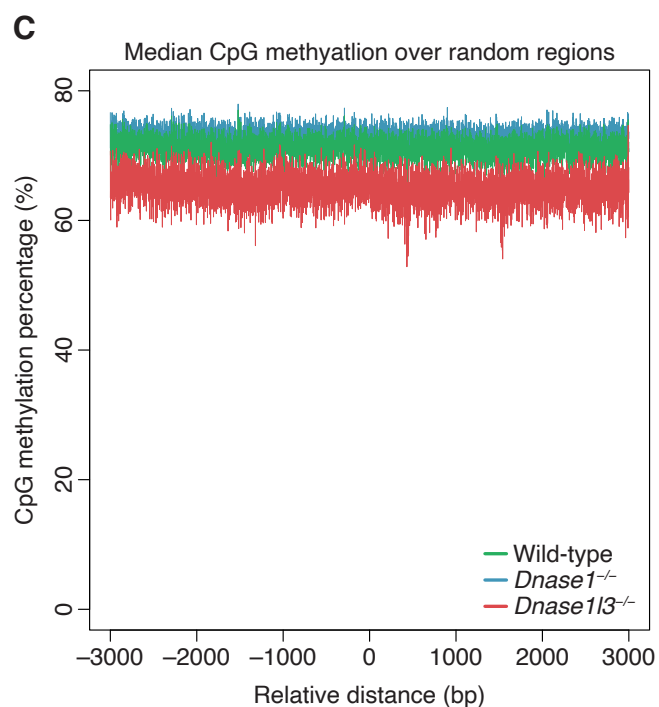 C
Median CpG methyatlion over random regions
CpG methylation percentage (%)
80
60
40
20
0
Wild-type
Dnase1–/–
Dnase1l3–/–
–3000 –2000 –1000 0 1000 2000 3000
Relative distance (bp)